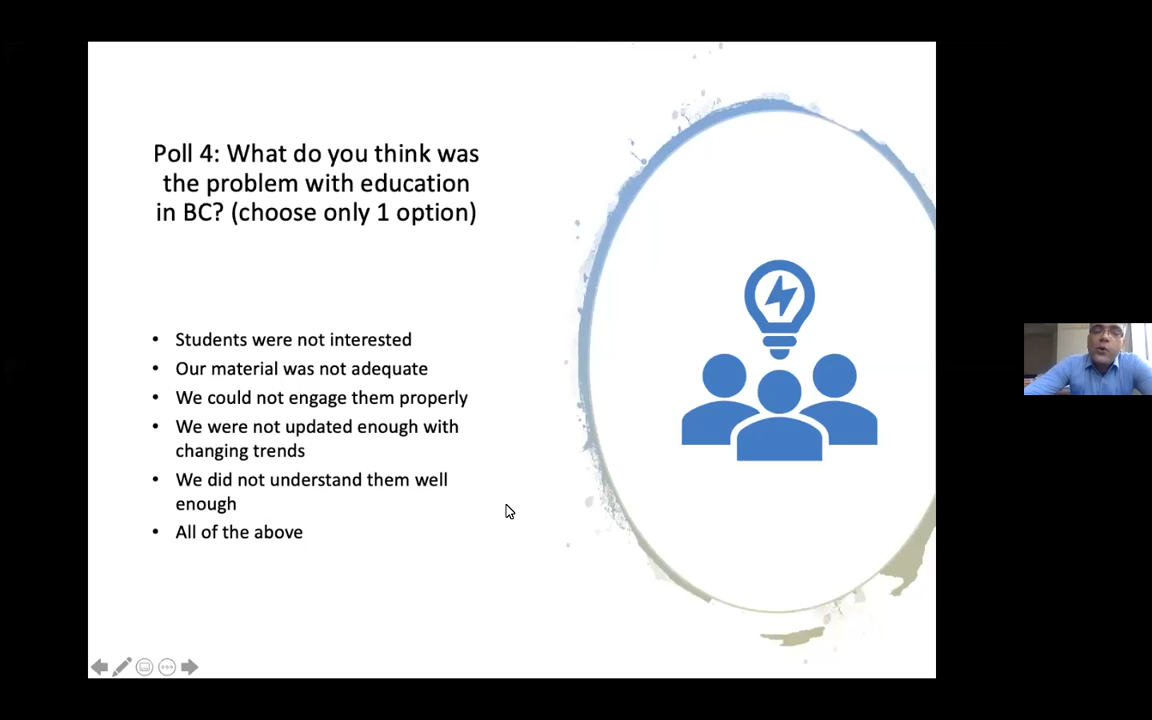 Poll 4: What do you think was
the problem with education
in BC? (choose only 1 option)
• Students were not interested
• Our material was not adequate
• We could not engage them properly
• We were not updated enough with
changing trends
• We did not understand them well
enough
• All of the above